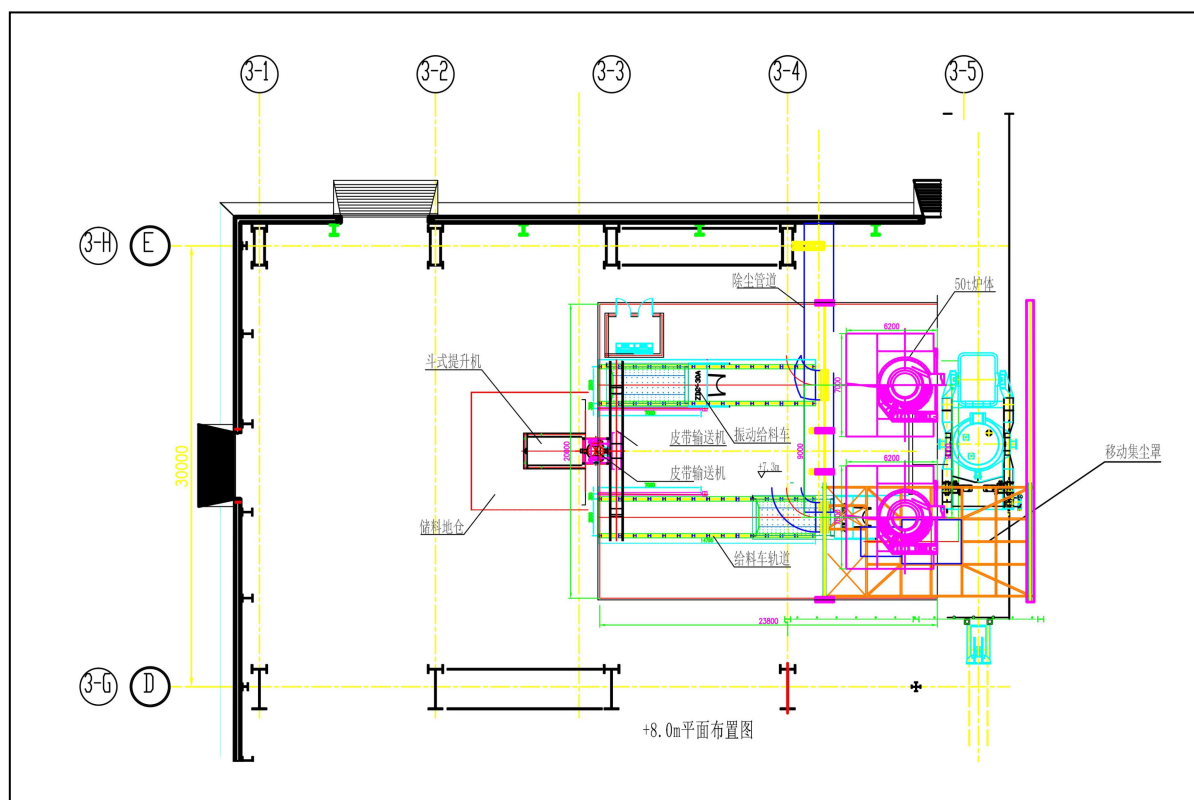 3-1
3-2
3-3
3-4
3-5
3-H
E
除尘管道
50t炉体
6200
斗式提升机
7000
皮带输送机
振动给料车
移动集尘罩
30000
20800
9000
皮带输送机
+7.3m
6200
储料地仓
给料车轨道
23800
3-G
D
+8.0m平面布置图